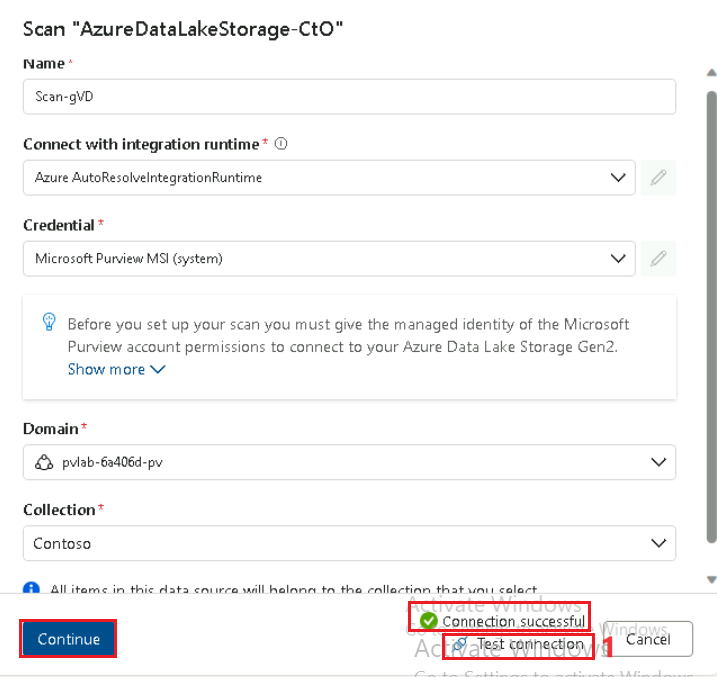 Scan "AzureDataLakeStorage-CtO"
Name *
Scan-gVD
Connect with integration runtime *
Azure AutoResolveIntegrationRuntime
Credential *
Microsoft Purview MSI (system)
Before you set up your scan you must give the managed identity of the Microsoft
Purview account permissions to connect to your Azure Data Lake Storage Gen2.
Show more
Domain *
pvlab-6a406d-pv
Collection *
Contoso
All items in this data source will belong to the collection that you select
Activate Windows
Connection successful
Continue
Test connection
1
Cancel
Activate Windows
Go to Settings to activate Windows